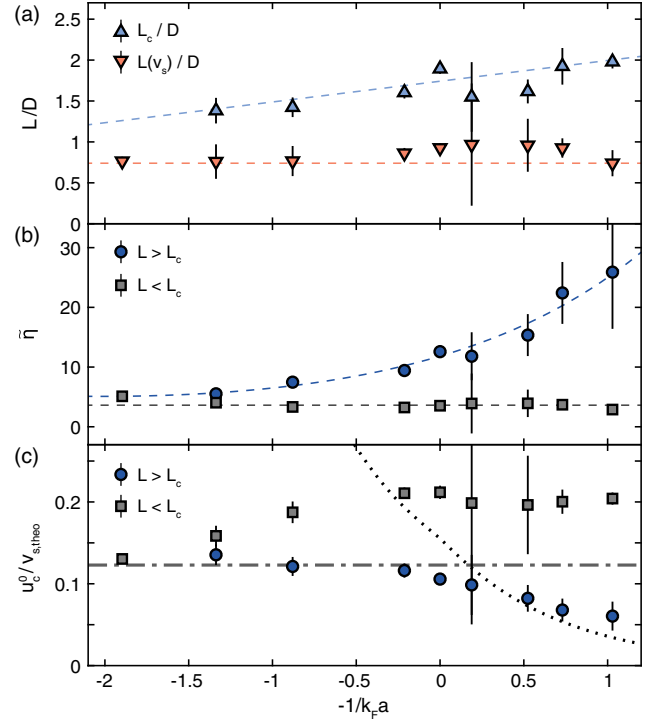 (a)
2.5
2
1.5
1
0.5
0
L/D
L_c / D
L(v_s) / D
(b)
30
20
10
0
η̃
L > L_c
L < L_c
(c)
0.2
0.1
0
u_c^0/ v_s,theo
L > L_c
L < L_c
-2 -1.5 -1 -0.5 0 0.5 1
-1/k_F a